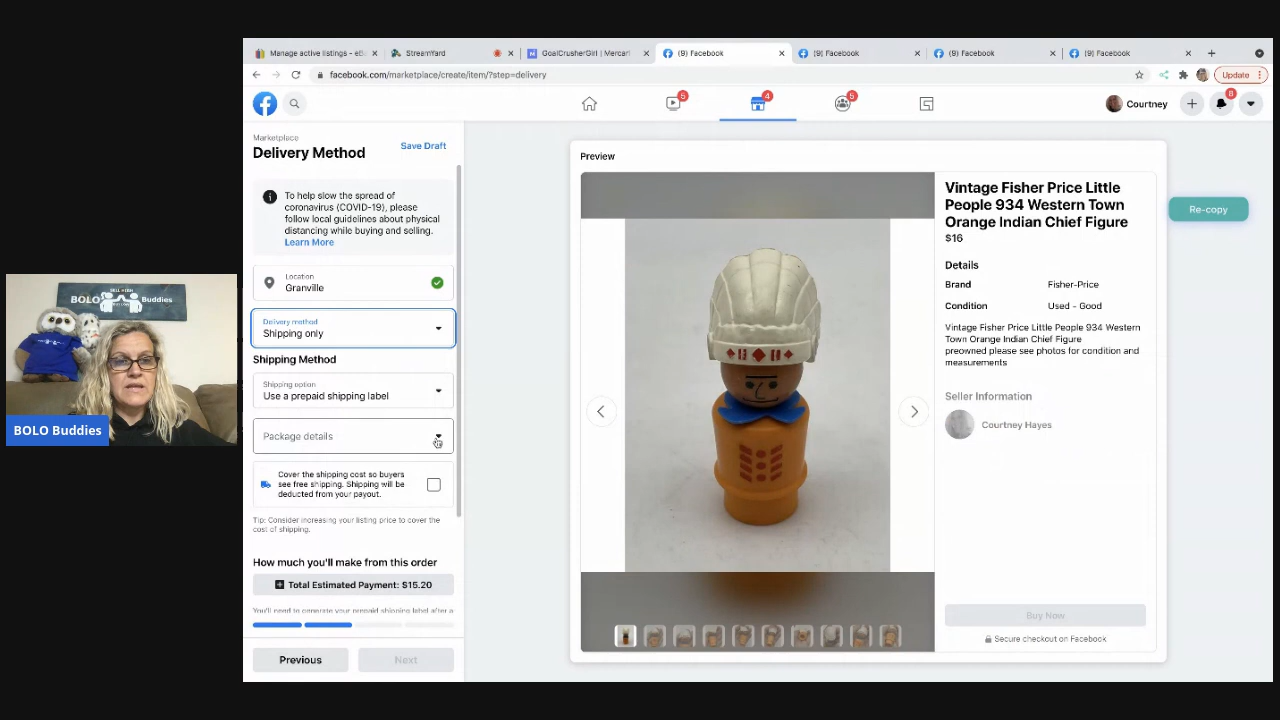 Manage active listings - eB
StreamYard
GoalCrusherGirl | Mercari
(9) Facebook
(9) Facebook
(9) Facebook
(9) Facebook
facebook.com/marketplace/create/item/?step=delivery
Update
Courtney
Marketplace
Delivery Method
Save Draft
To help slow the spread of
coronavirus (COVID-19), please
follow local guidelines about physical
distancing while buying and selling.
Learn More
Location
Granville
Delivery method
Shipping only
Shipping Method
Shipping option
Use a prepaid shipping label
Package details
Cover the shipping cost so buyers
see free shipping. Shipping will be
deducted from your payout.
Tip: Consider increasing your listing price to cover the
cost of shipping.
How much you'll make from this order
Total Estimated Payment: $15.20
You'll need to generate your prepaid shipping label after a
Previous
Next
Preview
Vintage Fisher Price Little
People 934 Western Town
Orange Indian Chief Figure
$16
Details
Brand Fisher-Price
Condition Used - Good
Vintage Fisher Price Little People 934 Western
Town Orange Indian Chief Figure
preowned please see photos for condition and
measurements
Seller Information
Courtney Hayes
Buy Now
Secure checkout on Facebook
Re-copy
BOLO Buddies
BOLO Buddies